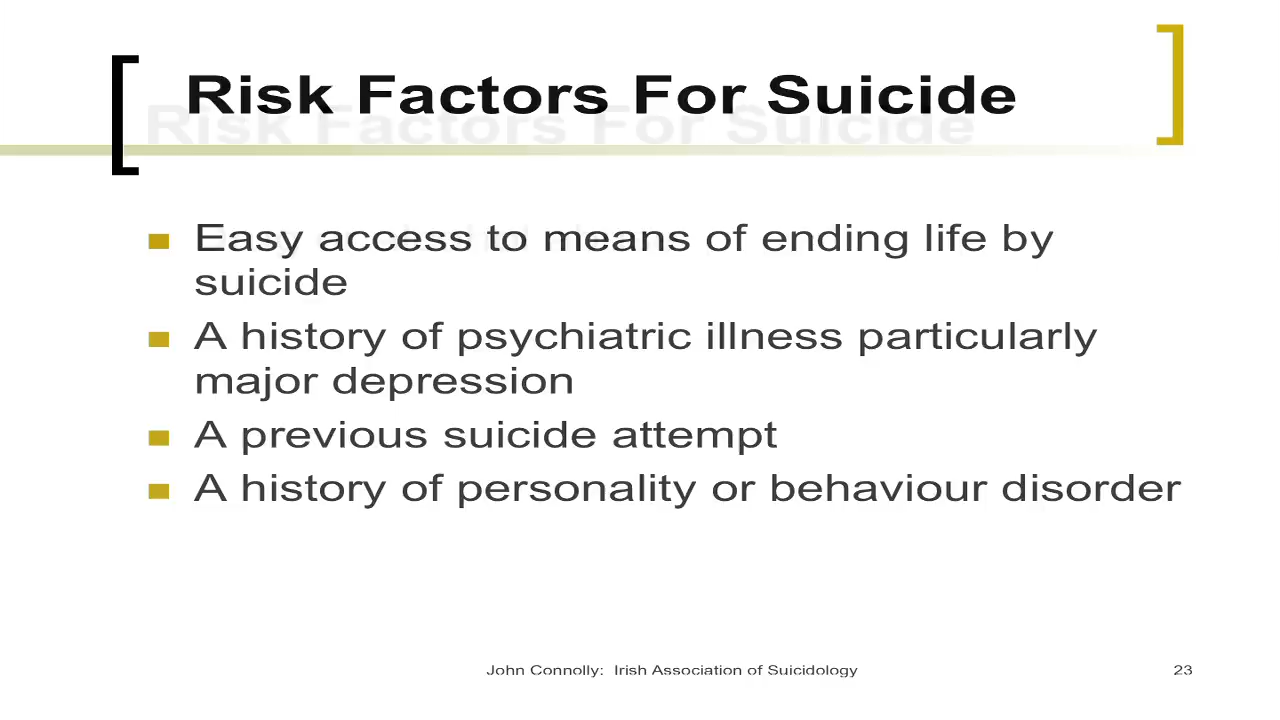 Risk Factors For Suicide
Easy access to means of ending life by
suicide
A history of psychiatric illness particularly
major depression
A previous suicide attempt
A history of personality or behaviour disorder
John Connolly: Irish Association of Suicidology
23